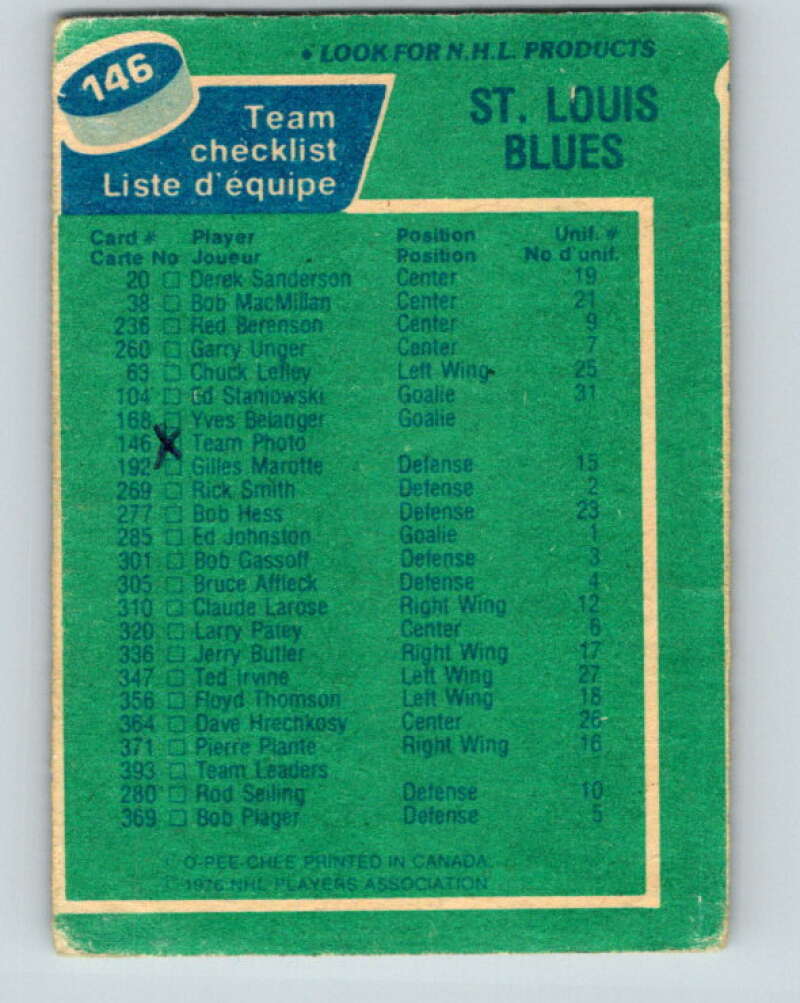 • LOOK FOR N.H.L. PRODUCTS
146
ST. LOUIS
BLUES
Team
checklist
Liste d'équipe
Card # Player Position Unif. #
Carte No Joueur Position No d'unif.
20 □ Derek Sanderson Center 19
38 □ Bob MacMillan Center 21
236 □ Red Berenson Center 9
260 □ Garry Unger Center 7
63 □ Chuck Lefley Left Wing 25
104 □ Ed Staniowski Goalie 31
168 □ Yves Belanger Goalie
146 X Team Photo
192 □ Gilles Marotte Defense 15
269 □ Rick Smith Defense 2
277 □ Bob Hess Defense 23
285 □ Ed Johnston Goalie 1
301 □ Bob Gassoff Defense 3
305 □ Bruce Affleck Defense 4
310 □ Claude Larose Right Wing 12
320 □ Larry Patey Center 6
336 □ Jerry Butler Right Wing 17
347 □ Ted Irvine Left Wing 27
356 □ Floyd Thomson Left Wing 18
364 □ Dave Hrechkosy Center 26
371 □ Pierre Plante Right Wing 16
393 □ Team Leaders
280 □ Rod Seiling Defense 10
369 □ Bob Plager Defense 5
© O-PEE-CHEE PRINTED IN CANADA
© 1976 NHL PLAYERS ASSOCIATION